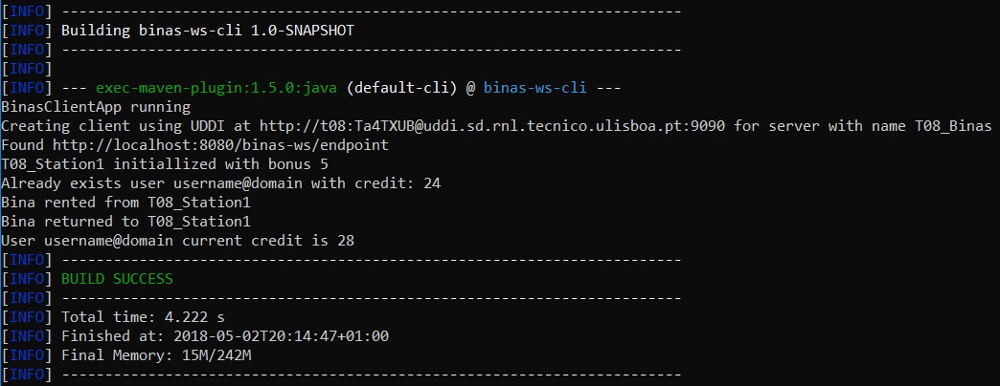 [INFO] ------------------------------------------------------------------------
[INFO] Building binas-ws-cli 1.0-SNAPSHOT
[INFO] ------------------------------------------------------------------------
[INFO]
[INFO] --- exec-maven-plugin:1.5.0:java (default-cli) @ binas-ws-cli ---
BinasClientApp running
Creating client using UDDI at http://t08:Ta4TXUB@uddi.sd.rnl.tecnico.ulisboa.pt:9090 for server with name T08_Binas
Found http://localhost:8080/binas-ws/endpoint
T08_Station1 initiallized with bonus 5
Already exists user username@domain with credit: 24
Bina rented from T08_Station1
Bina returned to T08_Station1
User username@domain current credit is 28
[INFO] ------------------------------------------------------------------------
[INFO] BUILD SUCCESS
[INFO] ------------------------------------------------------------------------
[INFO] Total time: 4.222 s
[INFO] Finished at: 2018-05-02T20:14:47+01:00
[INFO] Final Memory: 15M/242M
[INFO] ------------------------------------------------------------------------